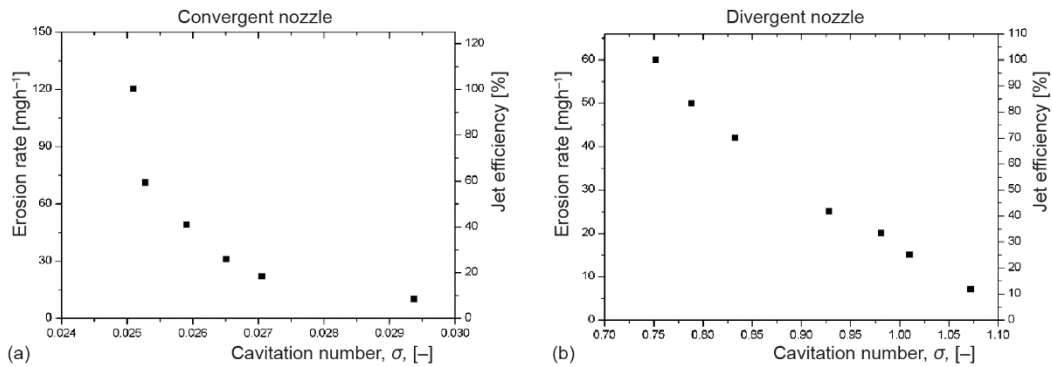 Convergent nozzle
Erosion rate [mgh⁻¹]
150
120
90
60
30
0
0.024 0.025 0.026 0.027 0.028 0.029 0.030
120
100
80
60
40
20
0
Jet efficiency [%]
(a)
Cavitation number, σ, [–]
Divergent nozzle
Erosion rate [mgh⁻¹]
60
50
40
30
20
10
0
0.70 0.75 0.80 0.85 0.90 0.95 1.00 1.05 1.10
110
100
90
80
70
60
50
40
30
20
10
0
Jet efficiency [%]
(b)
Cavitation number, σ, [–]